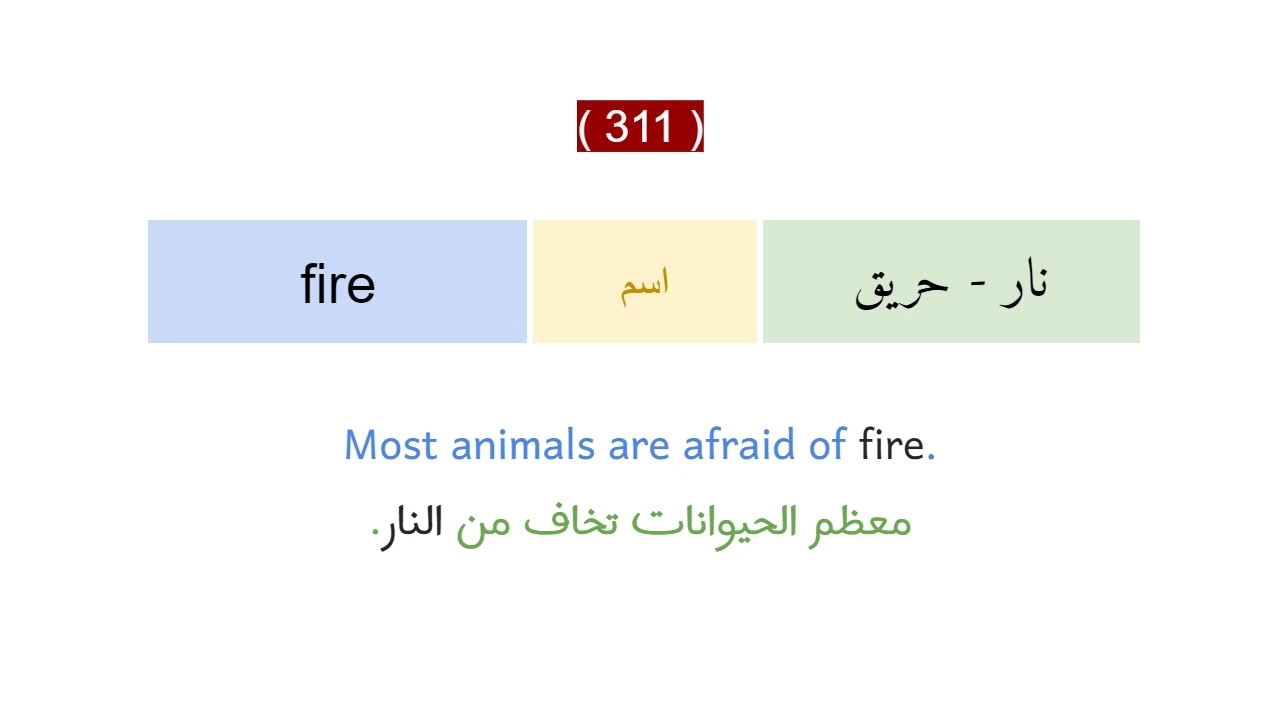 ( 311 )
fire
اسم
نار - حريق
Most animals are afraid of fire.
معظم الحيوانات تخاف من النار.